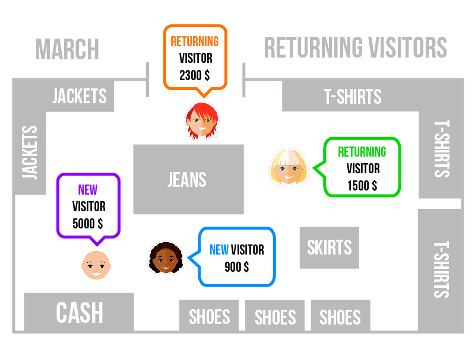 MARCH
RETURNING VISITORS
RETURNING
VISITOR
2300 $
JACKETS
T-SHIRTS
JACKETS
T-SHIRTS
JEANS
RETURNING
VISITOR
1500 $
NEW
VISITOR
5000 $
NEW VISITOR
900 $
SKIRTS
T-SHIRTS
CASH
SHOES
SHOES
SHOES